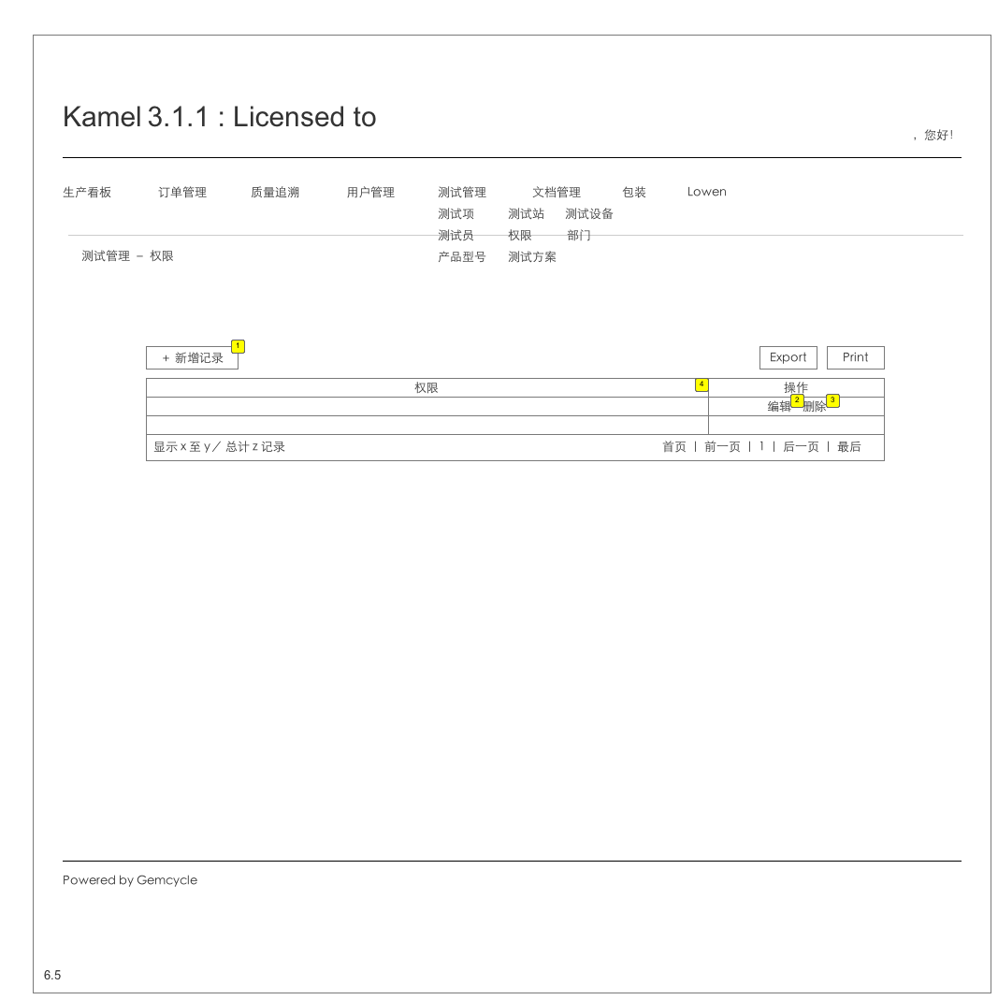 Kamel 3.1.1 : Licensed to
，您好!
生产看板 订单管理 质量追溯 用户管理 测试管理 文档管理 包装 Lowen
测试项 测试站 测试设备
测试员 权限 部门
测试管理 – 权限
产品型号 测试方案
+ 新增记录 1 Export Print
权限 4 操作
编辑 2 删除 3
显示 x 至 y／ 总计 z 记录 首页 | 前一页 | 1 | 后一页 | 最后
Powered by Gemcycle
6.5